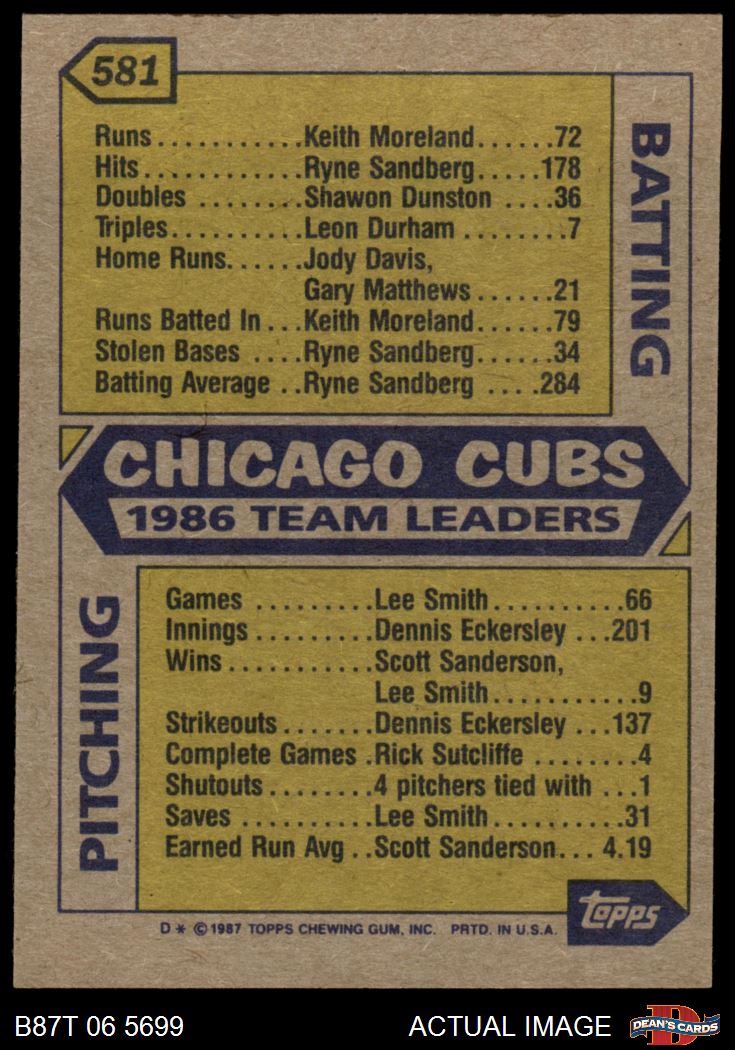 581
BATTING
Runs...........Keith Moreland......72
Hits............Ryne Sandberg......178
Doubles ........Shawon Dunston ....36
Triples..........Leon Durham ........7
Home Runs......Jody Davis,
Gary Matthews ......21
Runs Batted In...Keith Moreland......79
Stolen Bases ....Ryne Sandberg......34
Batting Average ..Ryne Sandberg ....284
CHICAGO CUBS
1986 TEAM LEADERS
PITCHING
Games .........Lee Smith..........66
Innings .........Dennis Eckersley ...201
Wins ...........Scott Sanderson,
Lee Smith...........9
Strikeouts.......Dennis Eckersley ...137
Complete Games .Rick Sutcliffe ........4
Shutouts........4 pitchers tied with ...1
Saves ..........Lee Smith..........31
Earned Run Avg ..Scott Sanderson... 4.19
topps
D * © 1987 TOPPS CHEWING GUM, INC. PRTD. IN U.S.A.
B87T 06 5699
ACTUAL IMAGE
D
DEAN'S CARDS